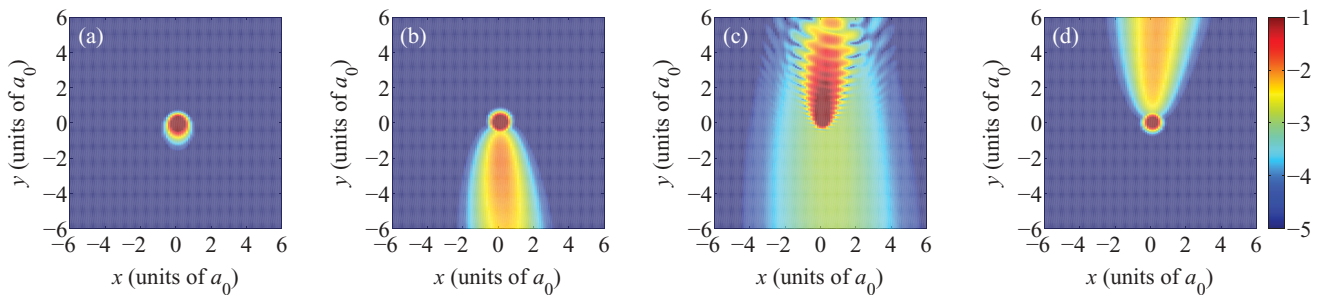 (a) (b) (c) (d)
6 4 2 0 −2 −4 −6
y (units of a0)
−6 −4 −2 0 2 4 6
x (units of a0)
6 4 2 0 −2 −4 −6
y (units of a0)
−6 −4 −2 0 2 4 6
x (units of a0)
6 4 2 0 −2 −4 −6
y (units of a0)
−6 −4 −2 0 2 4 6
x (units of a0)
6 4 2 0 −2 −4 −6
y (units of a0)
−6 −4 −2 0 2 4 6
x (units of a0)
−1
−2
−3
−4
−5